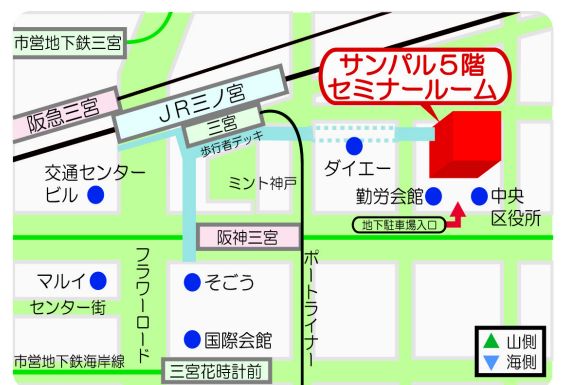 市営地下鉄三宮
サンパル5階
セミナールーム
阪急三宮
JR三ノ宮
三宮
歩行者デッキ
ダイエー
交通センター
ビル
ミント神戸
勤労会館
中央
区役所
地下駐車場入口
阪神三宮
フラワーロード
ポートライナー
マルイ
そごう
センター街
国際会館
山側
海側
市営地下鉄海岸線
三宮花時計前